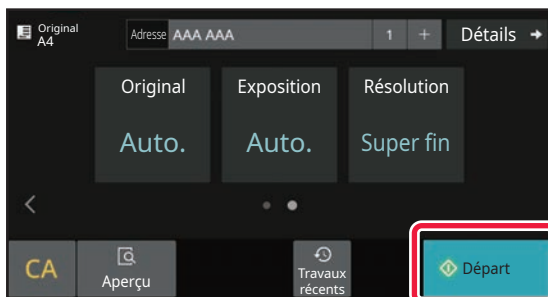 Original
A4
Adresse AAA AAA 1 + Détails
Original Exposition Résolution
Auto. Auto. Super fin
CA Aperçu Travaux récents Départ